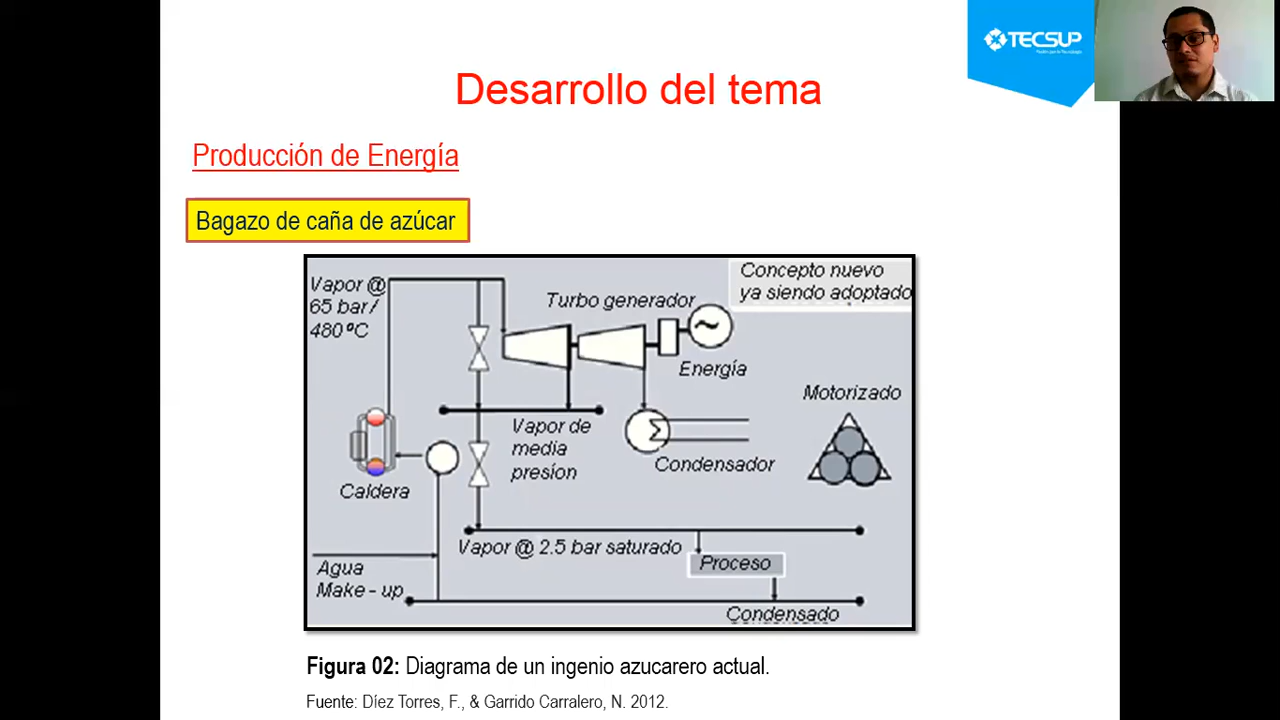 TECSUP
Desarrollo del tema
Producción de Energía
Bagazo de caña de azúcar
Vapor @
65 bar /
480 ºC
Turbo generador
Concepto nuevo
ya siendo adoptado
Energía
Motorizado
Vapor de
media
presíon
Condensador
Caldera
Vapor @ 2.5 bar saturado
Proceso
Agua
Make - up
Condensado
Figura 02: Diagrama de un ingenio azucarero actual.
Fuente: Díez Torres, F., & Garrido Carralero, N. 2012.